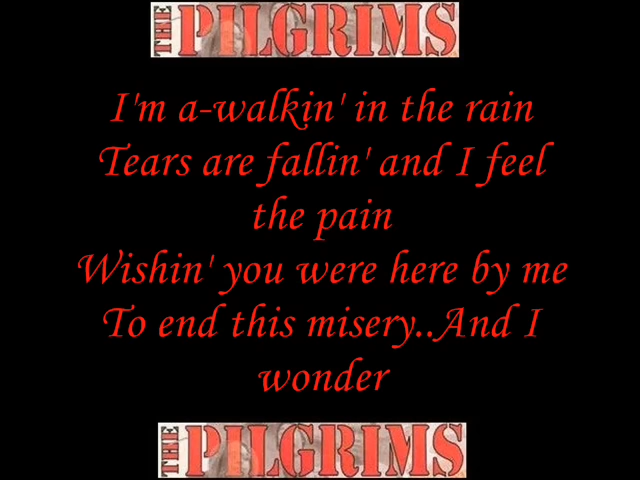 THE PILGRIMS
I'm a-walkin' in the rain
Tears are fallin' and I feel
the pain
Wishin' you were here by me
To end this misery..And I
wonder
THE PILGRIMS